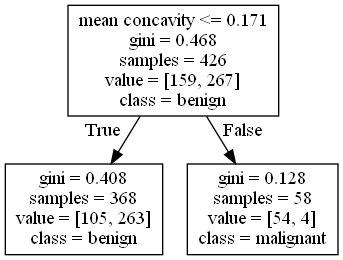 mean concavity <= 0.171
gini = 0.468
samples = 426
value = [159, 267]
class = benign
True
False
gini = 0.408
samples = 368
value = [105, 263]
class = benign
gini = 0.128
samples = 58
value = [54, 4]
class = malignant